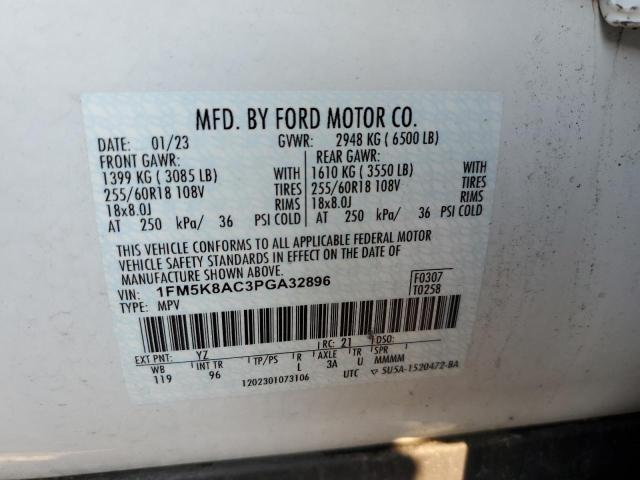 MFD. BY FORD MOTOR CO.
DATE: 01/23 GVWR: 2948 KG ( 6500 LB)
FRONT GAWR: REAR GAWR:
1399 KG ( 3085 LB) WITH 1610 KG ( 3550 LB) WITH
255/60R18 108V TIRES 255/60R18 108V TIRES
18x8.0J RIMS 18x8.0J RIMS
AT 250 kPa/ 36 PSI COLD AT 250 kPa/ 36 PSI COLD
THIS VEHICLE CONFORMS TO ALL APPLICABLE FEDERAL MOTOR
VEHICLE SAFETY STANDARDS IN EFFECT ON THE DATE OF
MANUFACTURE SHOWN ABOVE.
VIN: 1FM5K8AC3PGA32896 F0307
TYPE: MPV T0258
EXT PNT: YZ RC: 21 DSO:
WB INT TR TP/PS R AXLE TR SPR
119 96 L 3A U MMMM
1202301073106 UTC 5U5A-1520472-BA